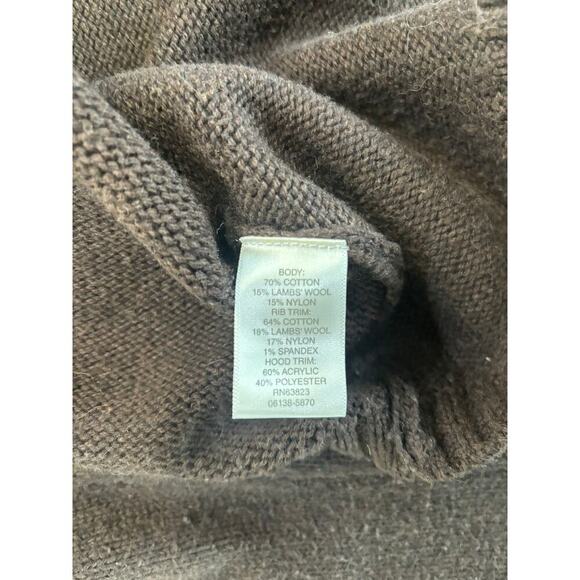 BODY:
70% COTTON
15% LAMBS' WOOL
15% NYLON
RIB TRIM:
64% COTTON
18% LAMBS' WOOL
17% NYLON
1% SPANDEX
HOOD TRIM:
60% ACRYLIC
40% POLYESTER
RN63823
06138-5870